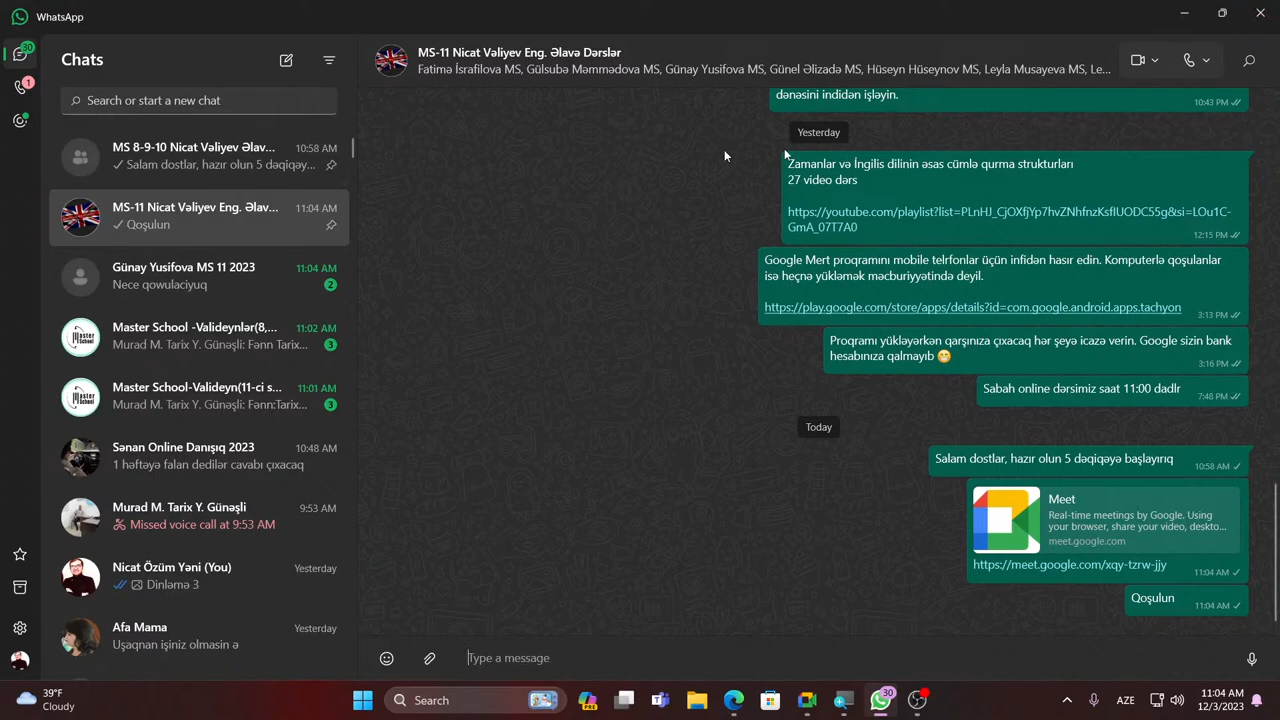 WhatsApp
30
1
Chats
Search or start a new chat
MS 8-9-10 Nicat Vəliyev Əlav...
10:58 AM
Salam dostlar, hazır olun 5 dəqiqəy...
MS-11 Nicat Vəliyev Eng. Əlav...
11:04 AM
Qoşulun
Günay Yusifova MS 11 2023
11:04 AM
Nece qowulaciyuq
2
Master School -Valideynlər(8,...
11:02 AM
Murad M. Tarix Y. Günəşli: Fənn Tarix...
3
Master School-Valideyn(11-ci s...
11:01 AM
Murad M. Tarix Y. Günəşli: Fənn:Tarix...
3
Sənan Online Danışıq 2023
10:48 AM
1 həftəyə falan dedilər cavabı çıxacaq
Murad M. Tarix Y. Günəşli
9:53 AM
Missed voice call at 9:53 AM
Nicat Özüm Yəni (You)
Yesterday
Dinləmə 3
Afa Mama
Yesterday
Uşaqnan işiniz olmasin ə
MS-11 Nicat Vəliyev Eng. Əlavə Dərslər
Fatimə İsrafilova MS, Gülsubə Məmmədova MS, Günay Yusifova MS, Günel Əlizadə MS, Hüseyn Hüseynov MS, Leyla Musayeva MS, Le...
dənəsini indidən işləyin.
10:43 PM
Yesterday
Zamanlar və İngilis dilinin əsas cümlə qurma strukturları
27 video dərs
https://youtube.com/playlist?list=PLnHJ_CjOXfjYp7hvZNhfnzKsfIUODC55g&si=LOu1C-
GmA_07T7A0
12:15 PM
Google Mert proqramını mobile telrfonlar üçün infidən hasır edin. Komputerlə qoşulanlar
isə heçnə yükləmək məcburiyyətində deyil.
https://play.google.com/store/apps/details?id=com.google.android.apps.tachyon
3:13 PM
Proqramı yükləyərkən qarşınıza çıxacaq hər şeyə icazə verin. Google sizin bank
hesabınıza qalmayıb 😁
3:16 PM
Sabah online dərsimiz saat 11:00 dadlr
7:48 PM
Today
Salam dostlar, hazır olun 5 dəqiqəyə başlayırıq
10:58 AM
Meet
Real-time meetings by Google. Using
your browser, share your video, deskto...
meet.google.com
https://meet.google.com/xqy-tzrw-jjy
11:04 AM
Qoşulun
11:04 AM
Type a message
39°F
Cloudy
Search
PRE
30
AZE
11:04 AM
12/3/2023